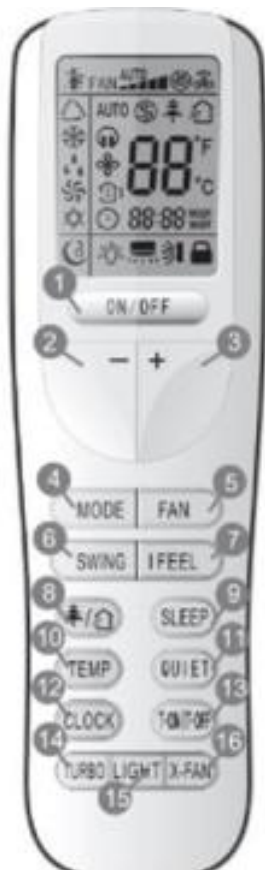 FAN AUTO
AUTO
88 °F
°C
88:88
1
ON/OFF
2 - + 3
4 5
MODE FAN
6 7
SWING I FEEL
8 9
/ SLEEP
10 11
TEMP QUIET
12 13
CLOCK T-ON/T-OFF
14 16
TURBO LIGHT X-FAN
15